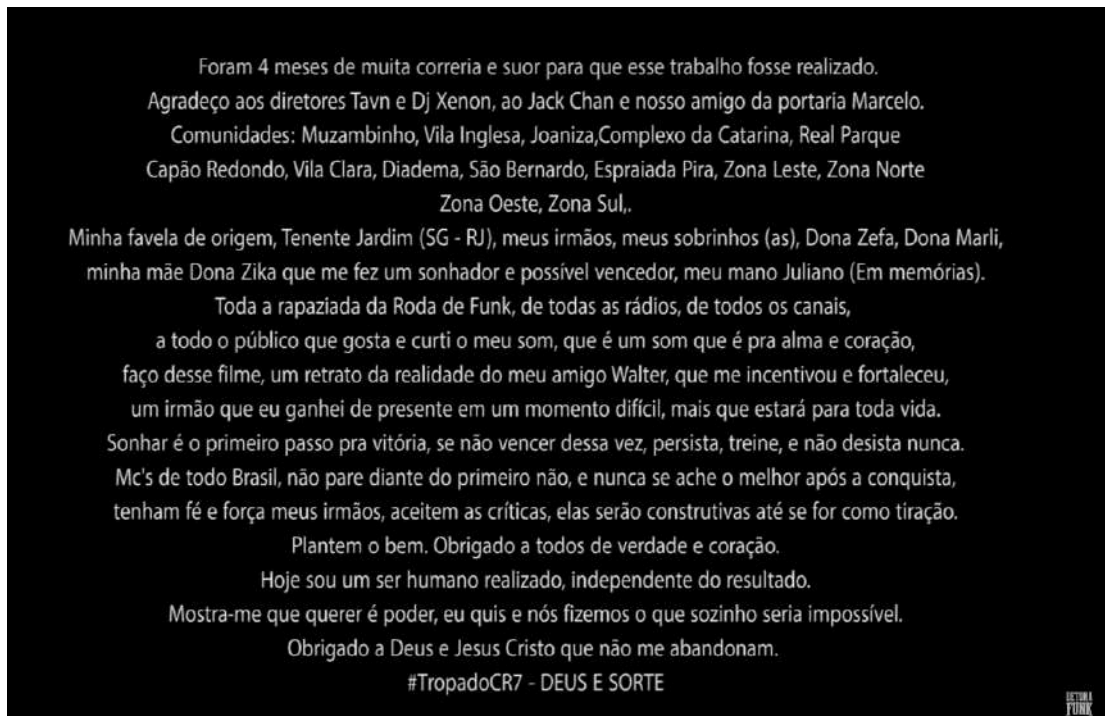 Foram 4 meses de muita correria e suor para que esse trabalho fosse realizado.
Agradeço aos diretores Tavn e Dj Xenon, ao Jack Chan e nosso amigo da portaria Marcelo.
Comunidades: Muzambinho, Vila Inglesa, Joaniza,Complexo da Catarina, Real Parque
Capão Redondo, Vila Clara, Diadema, São Bernardo, Espraiada Pira, Zona Leste, Zona Norte
Zona Oeste, Zona Sul,.
Minha favela de origem, Tenente Jardim (SG - RJ), meus irmãos, meus sobrinhos (as), Dona Zefa, Dona Marli,
minha mãe Dona Zika que me fez um sonhador e possível vencedor, meu mano Juliano (Em memórias).
Toda a rapaziada da Roda de Funk, de todas as rádios, de todos os canais,
a todo o público que gosta e curti o meu som, que é um som que é pra alma e coração,
faço desse filme, um retrato da realidade do meu amigo Walter, que me incentivou e fortaleceu,
um irmão que eu ganhei de presente em um momento difícil, mais que estará para toda vida.
Sonhar é o primeiro passo pra vitória, se não vencer dessa vez, persista, treine, e não desista nunca.
Mc's de todo Brasil, não pare diante do primeiro não, e nunca se ache o melhor após a conquista,
tenham fé e força meus irmãos, aceitem as críticas, elas serão construtivas até se for como tiração.
Plantem o bem. Obrigado a todos de verdade e coração.
Hoje sou um ser humano realizado, independente do resultado.
Mostra-me que querer é poder, eu quis e nós fizemos o que sozinho seria impossível.
Obrigado a Deus e Jesus Cristo que não me abandonam.
#TropadoCR7 - DEUS E SORTE
DETONA
FUNK